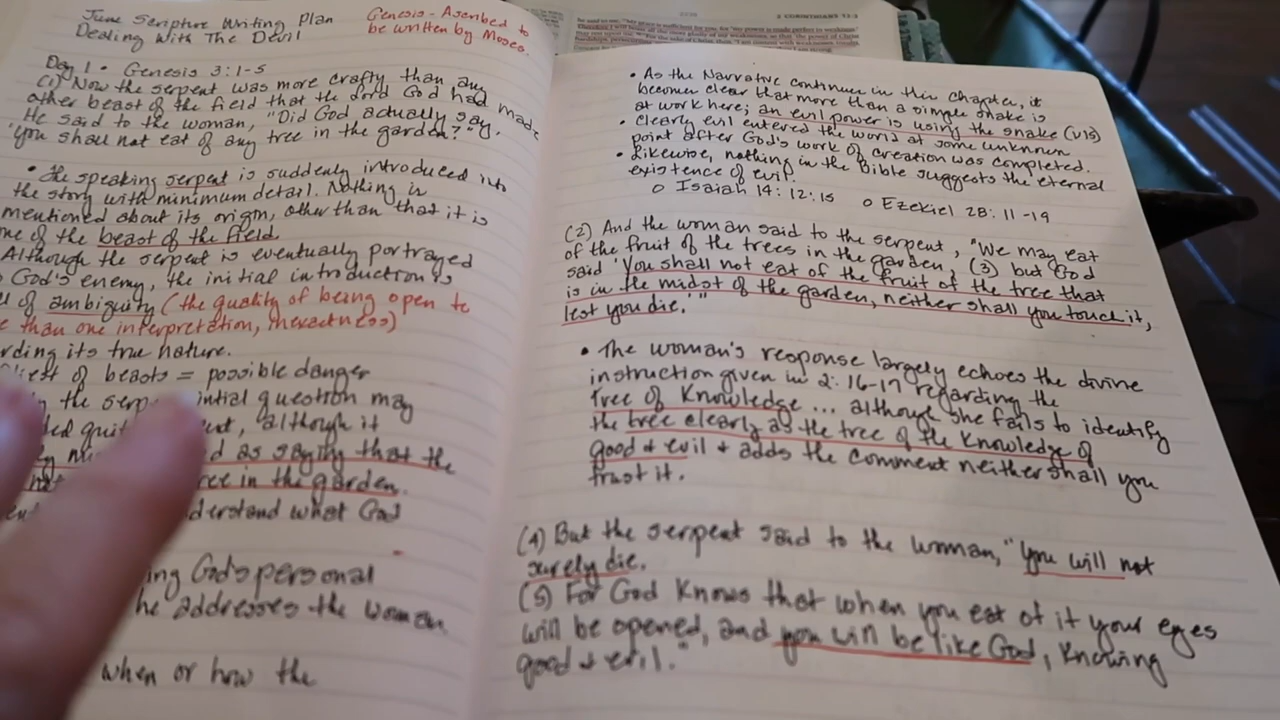 June Scripture Writing Plan
Dealing With The Devil
Genesis - Ascribed to
be written by Moses.
Day 1 • Genesis 3:1-5
(1) Now the serpent was more crafty than any
other beast of the field that the Lord God had made
He said to the woman, "Did God actually say,
'You shall not eat of any tree in the garden?'"
• The speaking serpent is suddenly introduced into
the story with minimum detail. Nothing is
mentioned about its origin, other than that it is
one of the beast of the field.
Although the serpent is eventually portrayed
God's enemy, the initial introduction is
of ambiguity (the quality of being open to
than one interpretation, inexactness)
its true nature.
of beasts = possible danger
the question may
although it
d as saying that the
ree in the garden.
derstand what God
ing God's personal
he addresses the woman.
when or how the
2 CORINTHIANS 12:3
• As the Narrative continue in this chapter, it
become clear that more than a simple snake is
at work here; an evil power is using the snake (v15)
• Clearly evil entered the world at some unknown
point after God's work of creation was completed.
• Likewise, nothing in the bible suggests the eternal
existence of evil.
o Isaiah 14:12:15 o Ezekiel 28:11-19
(2) And the woman said to the serpent, "We may eat
of the fruit of the trees in the garden, (3) but God
said 'You shall not eat of the fruit of the tree that
is in the midst of the garden, neither shall you touch it,
lest you die.'"
• The woman's response largely echoes the divine
instruction given in 2:16-17 regarding the
tree of Knowledge... although she fails to identify
the tree clearly as the tree of the knowledge of
good & evil & adds the comment neither shall you
trust it.
(4) But the serpent said to the woman, "you will not
surely die.
(5) For God knows that when you eat of it your eyes
will be opened, and you will be like God, knowing
good & evil."